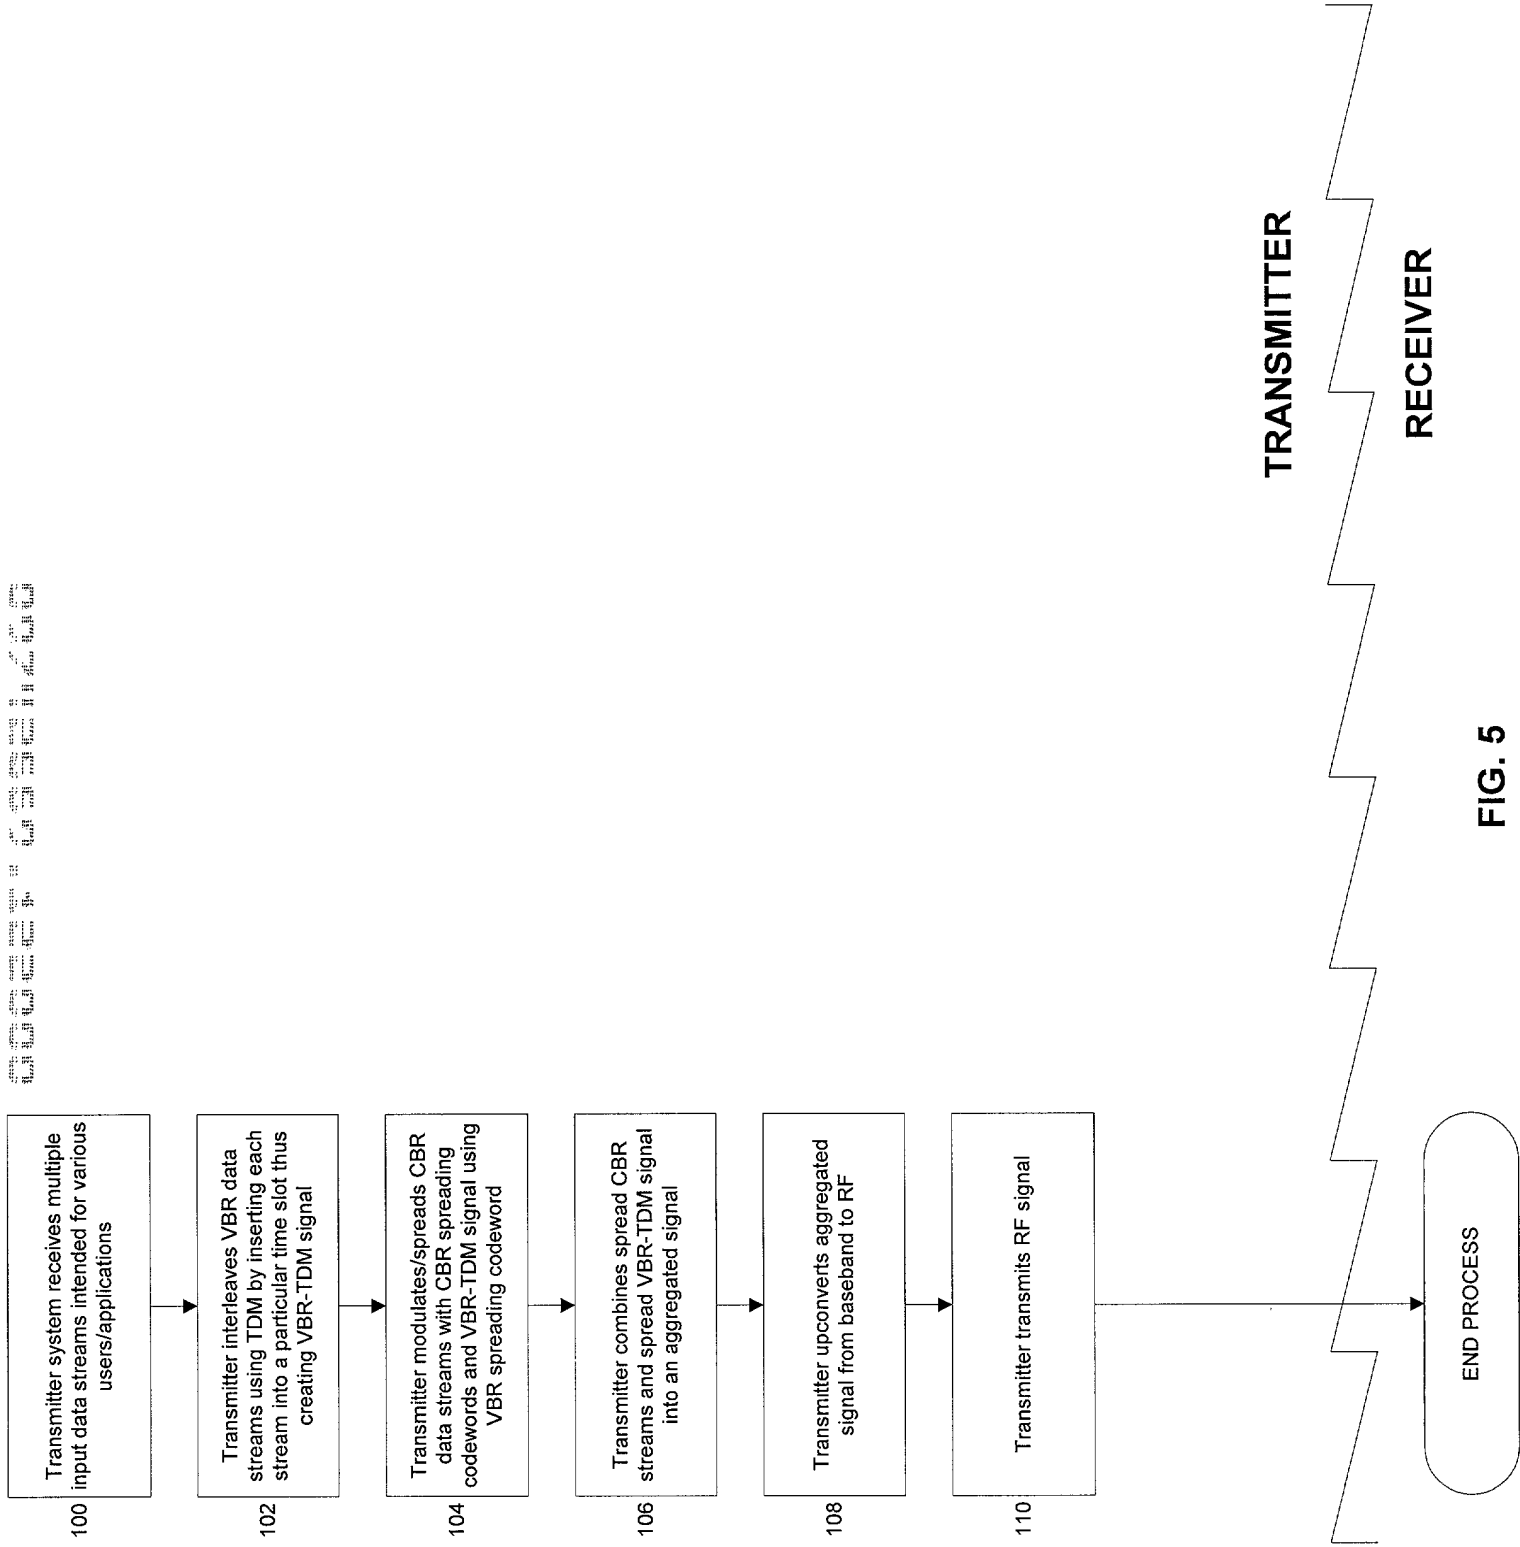 100
Transmitter system receives multiple
input data streams intended for various
users/applications
102
Transmitter interleaves VBR data
streams using TDM by inserting each
stream into a particular time slot thus
creating VBR-TDM signal
104
Transmitter modulates/spreads CBR
data streams with CBR spreading
codewords and VBR-TDM signal using
VBR spreading codeword
106
Transmitter combines spread CBR
streams and spread VBR-TDM signal
into an aggregated signal
108
Transmitter upconverts aggregated
signal from baseband to RF
110
Transmitter transmits RF signal
TRANSMITTER
RECEIVER
END PROCESS
FIG. 5